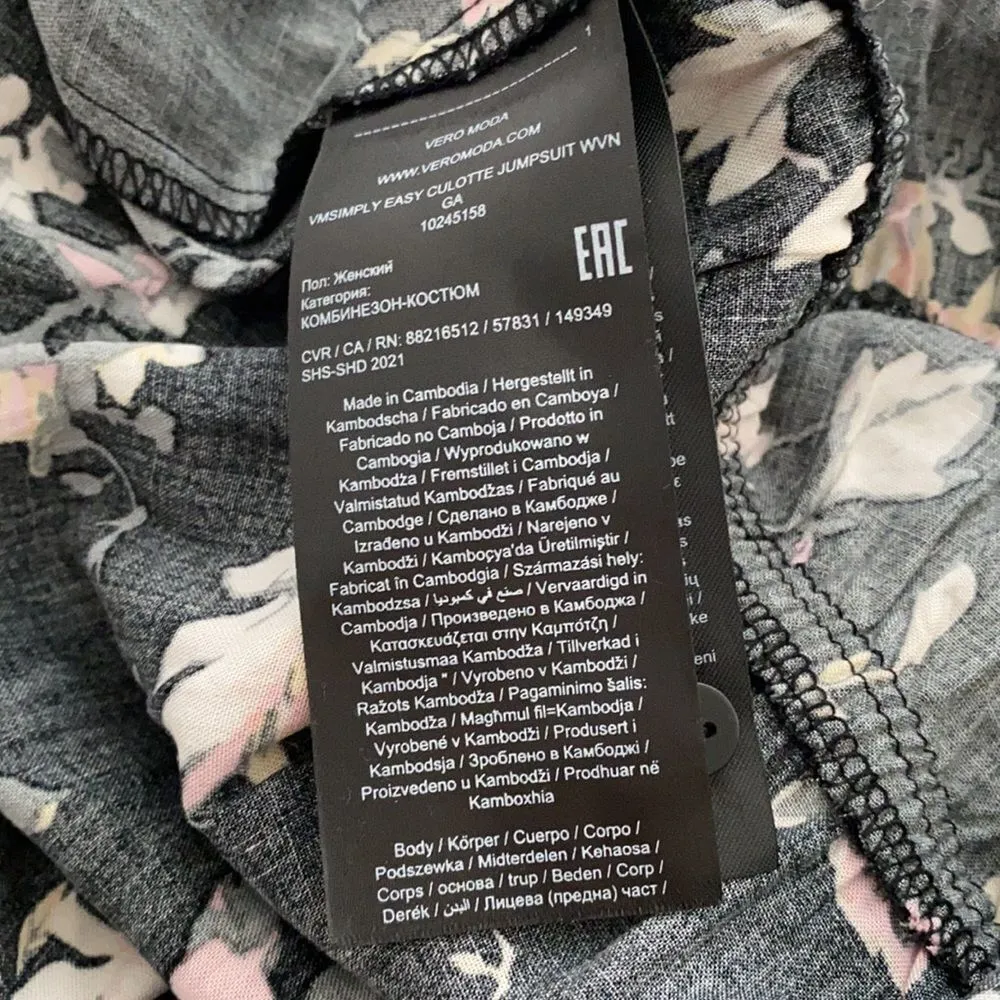 1
VERO MODA
WWW.VEROMODA.COM
VMSIMPLY EASY CULOTTE JUMPSUIT WVN
GA
10245158
EAC
Пол: Женский
Категория:
КОМБИНЕЗОН-КОСТЮМ
CVR / CA / RN: 88216512 / 57831 / 149349
SHS-SHD 2021
Made in Cambodia / Hergestellt in
Kambodscha / Fabricado en Camboya /
Fabricado no Camboja / Prodotto in
Cambogia / Wyprodukowano w
Kambodża / Fremstillet i Cambodja /
Valmistatud Kambodžas / Fabriqué au
Cambodge / Сделано в Камбодже /
Izrađeno u Kambodži / Narejeno v
Kambodži / Kamboçya'da Üretilmiştir /
Fabricat în Cambodgia / Származási hely:
Kambodzsa / صنع في كمبوديا / Vervaardigd in
Cambodja / Произведено в Камбоджа /
Κατασκευάζεται στην Καμπότζη /
Valmistusmaa Kambodža / Tillverkad i
Kambodja " / Vyrobeno v Kambodži /
Ražots Kambodža / Pagaminimo šalis:
Kambodža / Magħmul fil=Kambodja /
Vyrobené v Kambodži / Produsert i
Kambodsja / Зроблено в Камбоджі /
Proizvedeno u Kambodži / Prodhuar në
Kamboxhia
Body / Körper / Cuerpo / Corpo /
Podszewka / Midterdelen / Kehaosa /
Corps / основа / trup / Beden / Corp /
Derék / البدن / Лицева (предна) част /